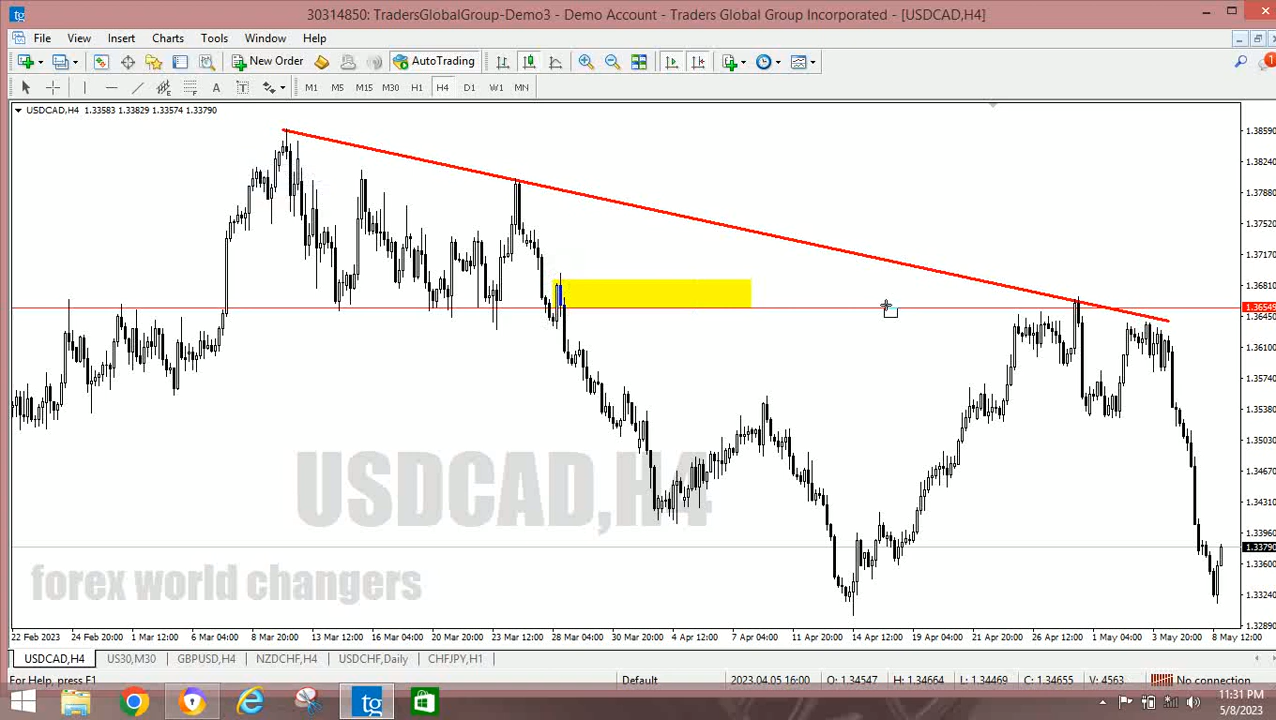 30314850: TradersGlobalGroup-Demo3 - Demo Account - Traders Global Group Incorporated - [USDCAD,H4]
File View Insert Charts Tools Window Help
New Order AutoTrading
A T M1 M5 M15 M30 H1 H4 D1 W1 MN
USDCAD,H4 1.33583 1.33829 1.33574 1.33790
1.38590
1.38240
1.37880
1.37520
1.37170
1.36810
1.36549
1.36450
1.36100
1.35740
1.35380
1.35030
1.34670
1.34310
1.33960
1.33790
1.33600
1.33240
1.32890
USDCAD,H4
forex world changers
22 Feb 2023 24 Feb 20:00 1 Mar 12:00 6 Mar 04:00 8 Mar 20:00 13 Mar 12:00 16 Mar 04:00 20 Mar 20:00 23 Mar 12:00 28 Mar 04:00 30 Mar 20:00 4 Apr 12:00 7 Apr 04:00 11 Apr 20:00 14 Apr 12:00 19 Apr 04:00 21 Apr 20:00 26 Apr 12:00 1 May 04:00 3 May 20:00 8 May 12:00
USDCAD,H4 US30,M30 GBPUSD,H4 NZDCHF,H4 USDCHF,Daily CHFJPY,H1
For Help, press F1 Default 2023.04.05 16:00 O: 1.34547 H: 1.34664 L: 1.34469 C: 1.34655 V: 4563 No connection
11:31 PM
5/8/2023